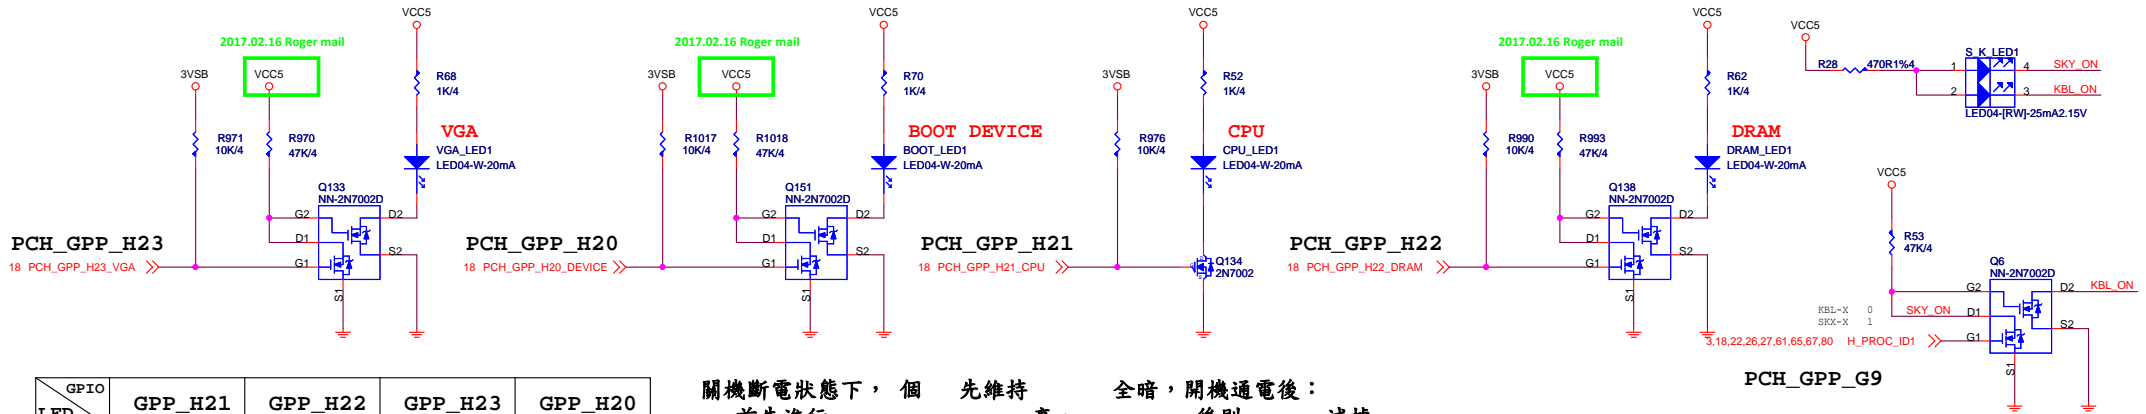 VCC5
VCC5
VCC5
VCC5
VCC5
2017.02.16 Roger mail
2017.02.16 Roger mail
2017.02.16 Roger mail
3VSB
VCC5
R68
1K/4
3VSB
VCC5
R70
1K/4
3VSB
R52
1K/4
3VSB
VCC5
R62
1K/4
R28
470R1%4
S_K_LED1
1
2
4
3
SKY_ON
KBL_ON
LED04-[RW]-25mA2.15V
R971
10K/4
R970
47K/4
VGA
VGA_LED1
LED04-W-20mA
R1017
10K/4
R1018
47K/4
BOOT DEVICE
BOOT_LED1
LED04-W-20mA
R976
10K/4
CPU
CPU_LED1
LED04-W-20mA
R990
10K/4
R993
47K/4
DRAM
DRAM_LED1
LED04-W-20mA
VCC5
R53
47K/4
Q133
NN-2N7002D
G2
D1
G1
D2
S2
S1
Q151
NN-2N7002D
G2
D1
G1
D2
S2
S1
Q134
2N7002
Q138
NN-2N7002D
G2
D1
G1
D2
S2
S1
Q6
NN-2N7002D
G2
D1
G1
D2
S2
S1
KBL_ON
SKY_ON
KBL-X 0
SKX-X 1
PCH_GPP_H23
18 PCH_GPP_H23_VGA
PCH_GPP_H20
18 PCH_GPP_H20_DEVICE
PCH_GPP_H21
18 PCH_GPP_H21_CPU
PCH_GPP_H22
18 PCH_GPP_H22_DRAM
3,18,22,26,27,61,65,67,80 H_PROC_ID1
PCH_GPP_G9
GPIO
LED
GPP_H21
GPP_H22
GPP_H23
GPP_H20
關機斷電狀態下， 個 先維持 全暗，開機通電後：